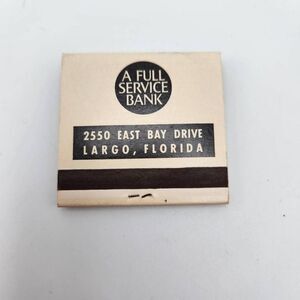 A FULL
SERVICE
BANK
2550 EAST BAY DRIVE
LARGO, FLORIDA